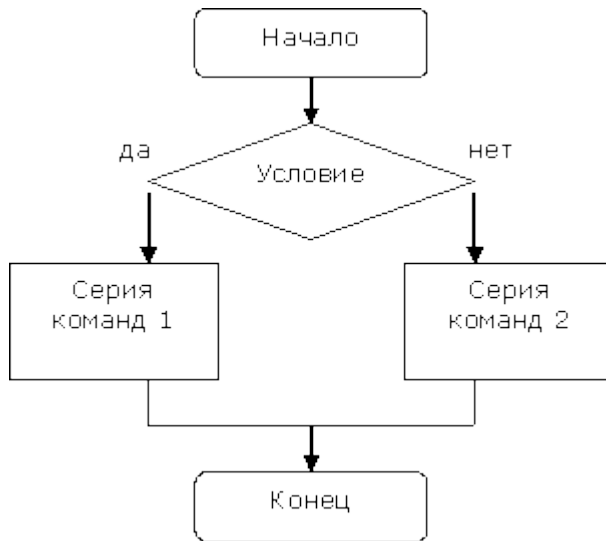 Начало
да
нет
Условие
Серия
команд 1
Серия
команд 2
Конец